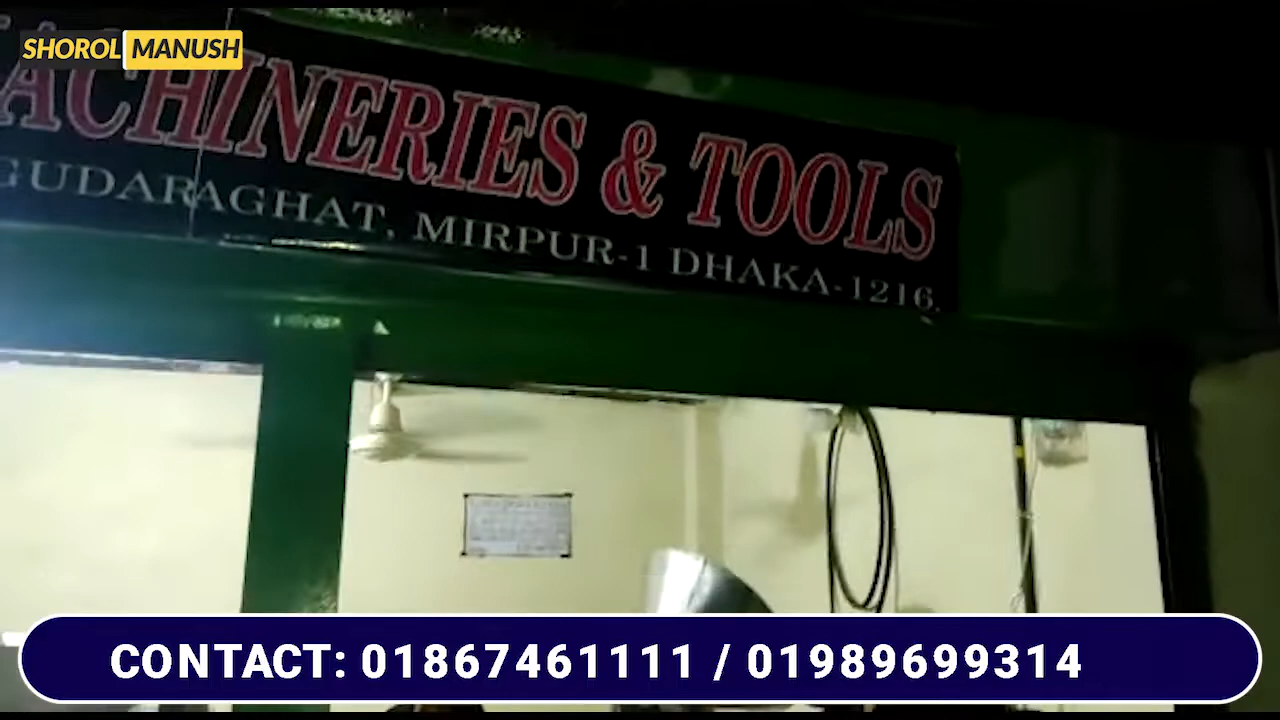 SHOROL MANUSH
ACHINERIES & TOOLS
GUDARAGHAT, MIRPUR-1 DHAKA-1216.
CONTACT: 01867461111 / 01989699314